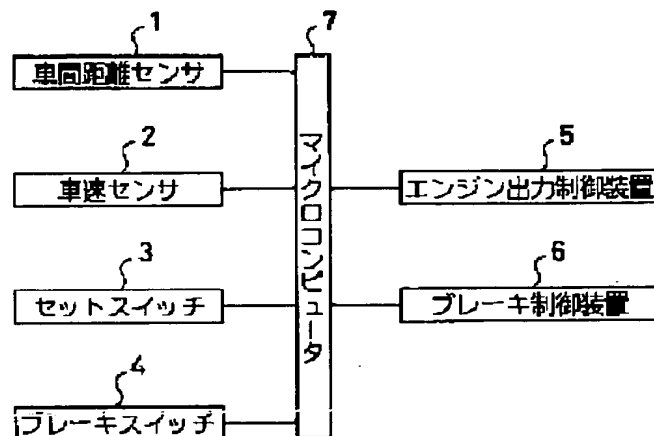 1
車間距離センサ
2
車速センサ
3
セットスイッチ
4
ブレーキスイッチ
7
マイクロコンピュータ
5
エンジン出力制御装置
6
ブレーキ制御装置